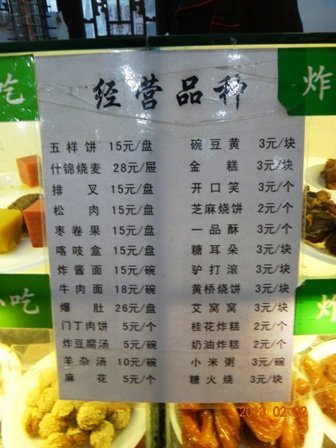 经营品种
五样饼 15元/盘
什锦烧麦 28元/屉
排叉 15元/盘
松肉 15元/盘
枣卷果 15元/盘
喀吱盒 15元/盘
炸酱面 15元/碗
牛肉面 18元/碗
爆肚 26元/盘
门丁肉饼 5元/个
炸豆腐汤 5元/碗
羊杂汤 10元/碗
麻花 5元/个
碗豆黄 3元/块
金糕 3元/块
开口笑 3元/个
芝麻烧饼 2元/个
一品酥 3元/个
糖耳朵 3元/块
驴打滚 3元/块
黄桥烧饼 3元/块
艾窝窝 3元/块
桂花炸糕 2元/个
奶油炸糕 2元/个
小米粥 3元/碗
糖火烧 3元/块
吃
炸
小吃
炸
2013 02 02